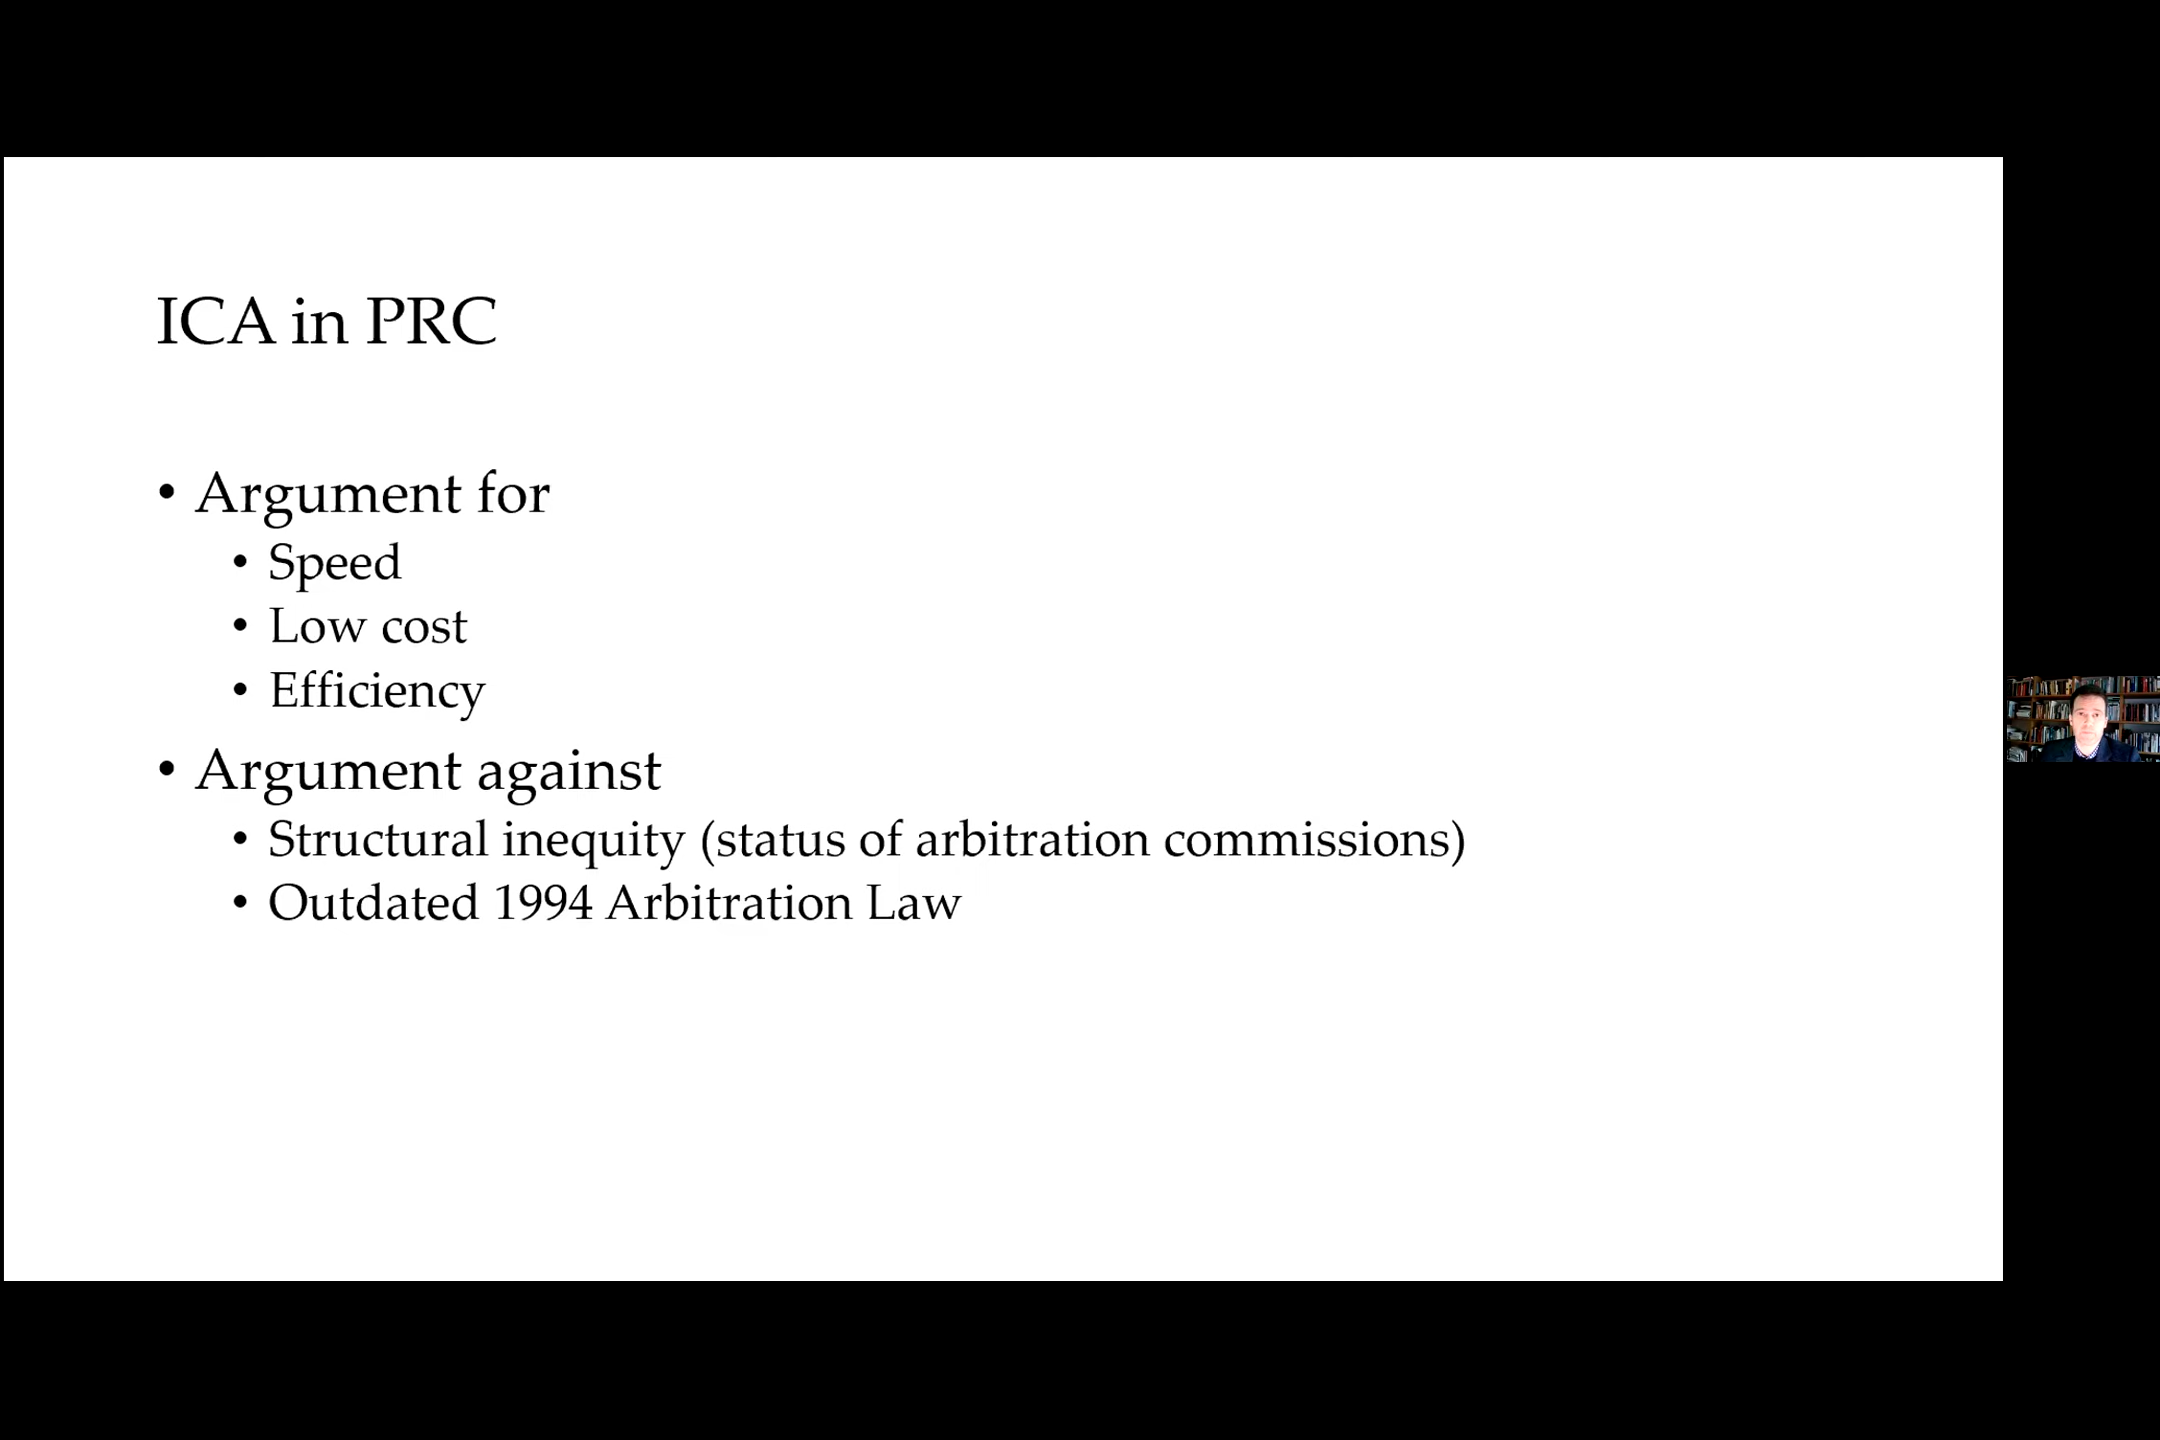 ICA in PRC
• Argument for
• Speed
• Low cost
• Efficiency
• Argument against
• Structural inequity (status of arbitration commissions)
• Outdated 1994 Arbitration Law